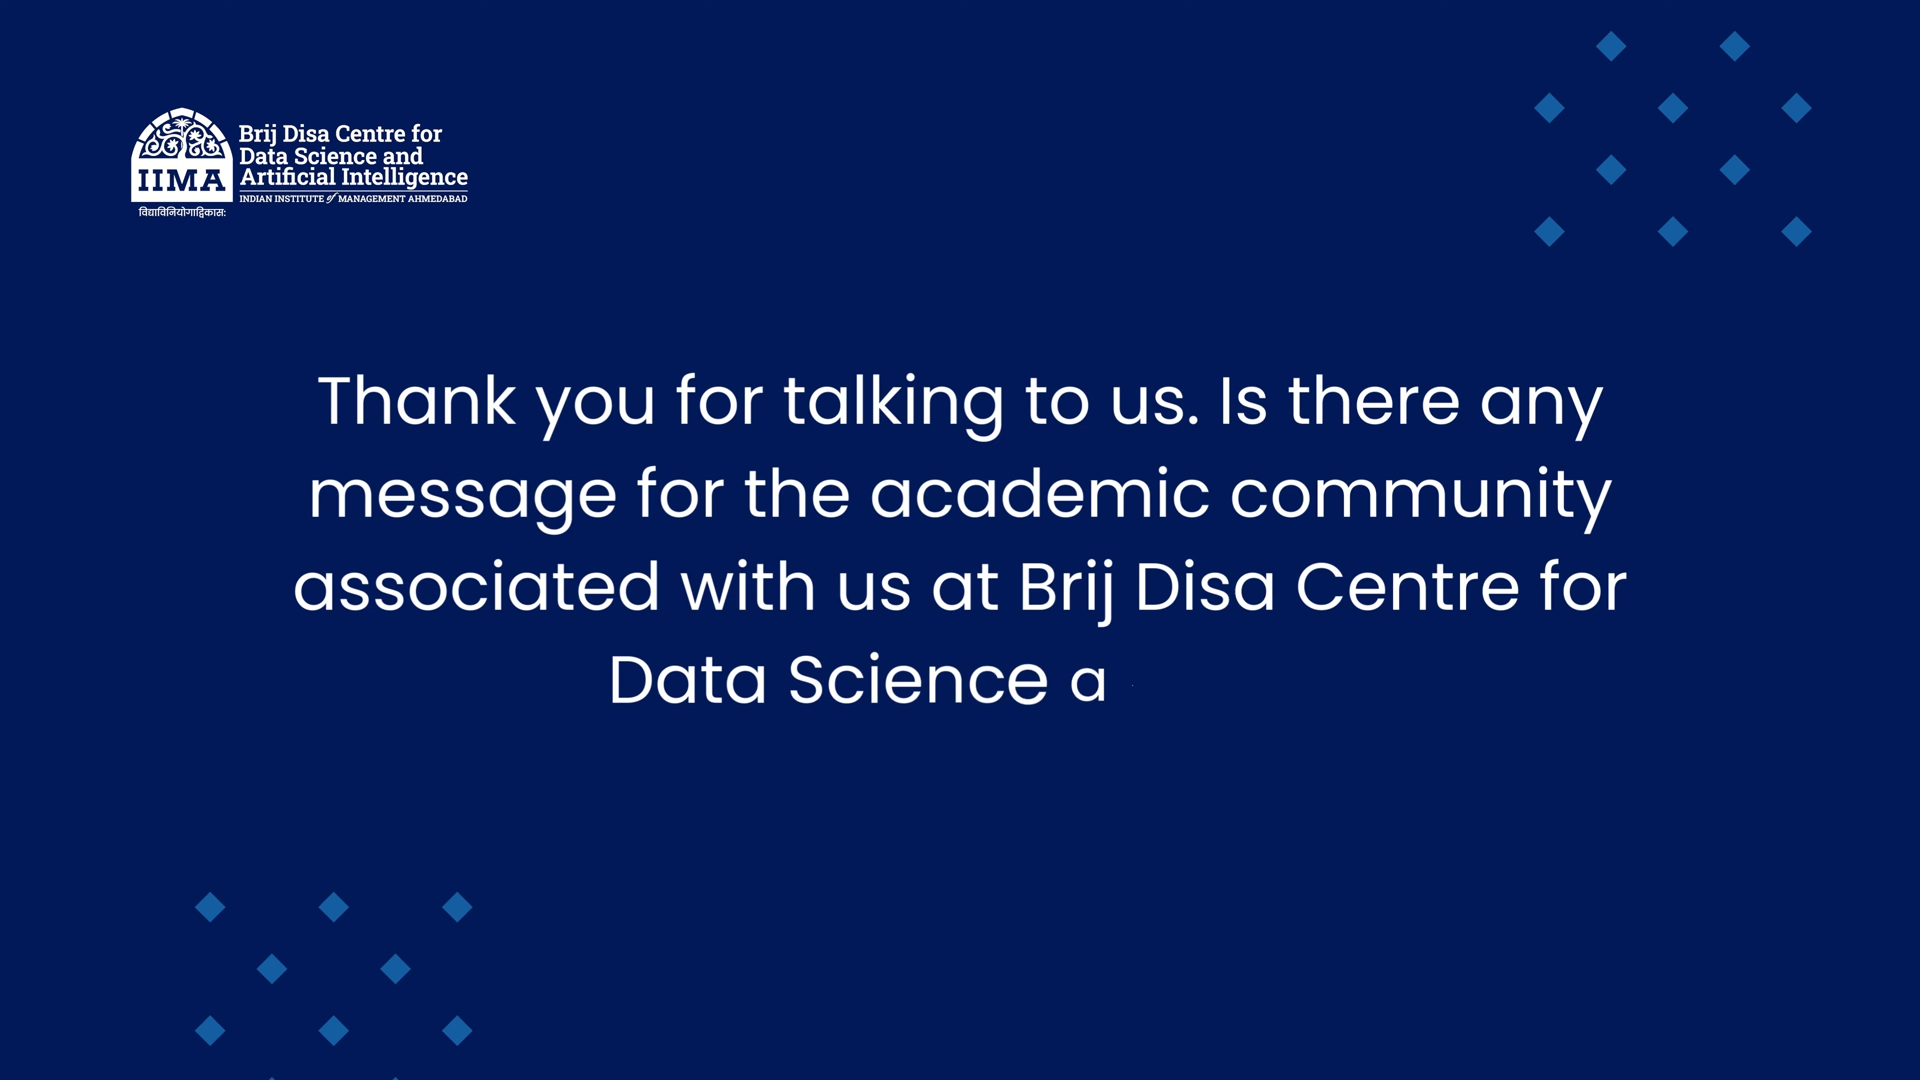 Brij Disa Centre for
Data Science and
Artificial Intelligence
IIMA
INDIAN INSTITUTE of MANAGEMENT AHMEDABAD
विद्याविनियोगाद्विकास:
Thank you for talking to us. Is there any
message for the academic community
associated with us at Brij Disa Centre for
Data Science a